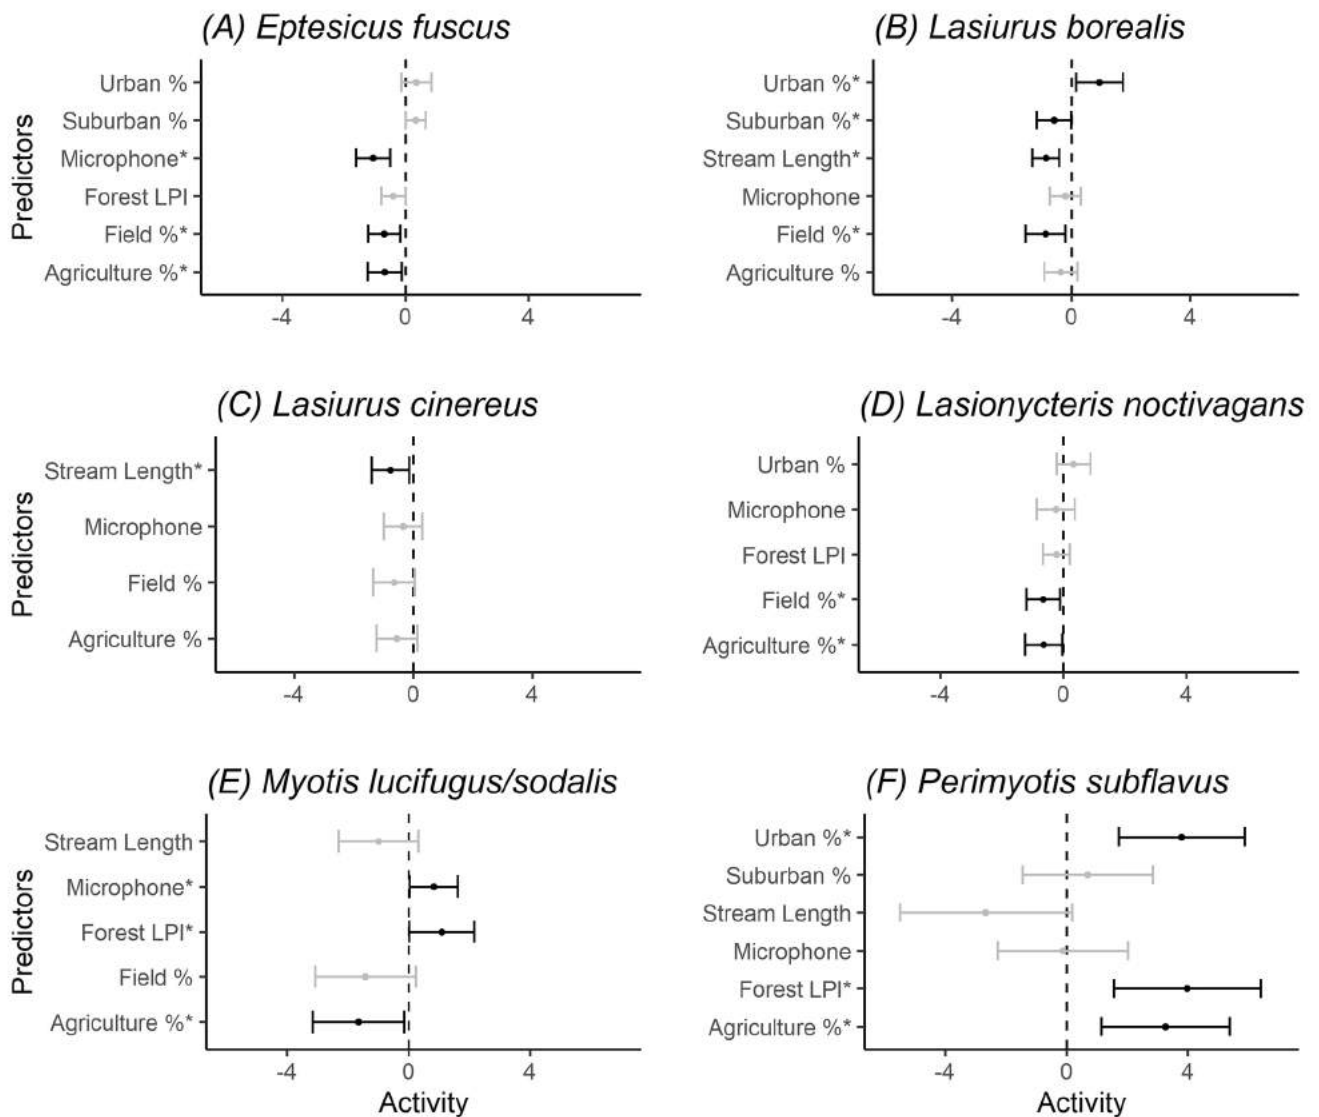 (A) Eptesicus fuscus
Predictors
Urban %
Suburban %
Microphone*
Forest LPI
Field %*
Agriculture %*
-4 0 4
(B) Lasiurus borealis
Urban %*
Suburban %*
Stream Length*
Microphone
Field %*
Agriculture %
-4 0 4
(C) Lasiurus cinereus
Predictors
Stream Length*
Microphone
Field %
Agriculture %
-4 0 4
(D) Lasionycteris noctivagans
Urban %
Microphone
Forest LPI
Field %*
Agriculture %*
-4 0 4
(E) Myotis lucifugus/sodalis
Predictors
Stream Length
Microphone*
Forest LPI*
Field %
Agriculture %*
-4 0 4
Activity
(F) Perimyotis subflavus
Urban %*
Suburban %
Stream Length
Microphone
Forest LPI*
Agriculture %*
-4 0 4
Activity